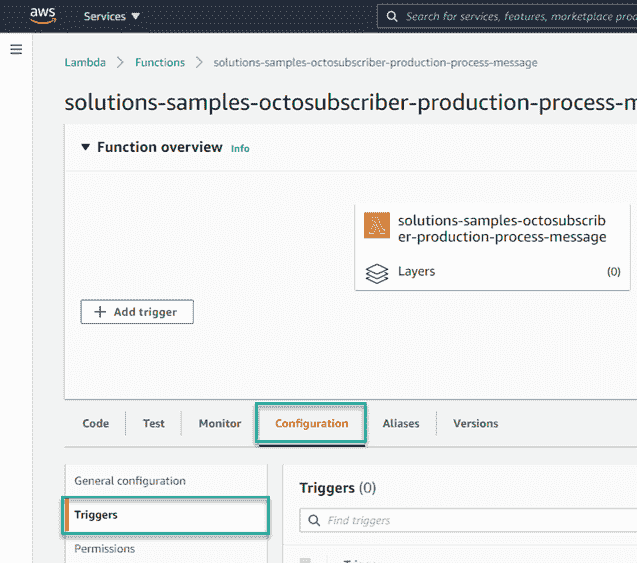 aws Services Search for services, features, marketplace
Lambda Functions solutions-samples-octosubscriber-production-process-message
solutions-samples-octosubscriber-production-process-
Function overview Info
solutions-samples-octosubscrib
er-production-process-message
Layers (0)
+ Add trigger
Code Test Monitor Configuration Aliases Versions
General configuration
Triggers
Permissions
Triggers (0)
Find triggers